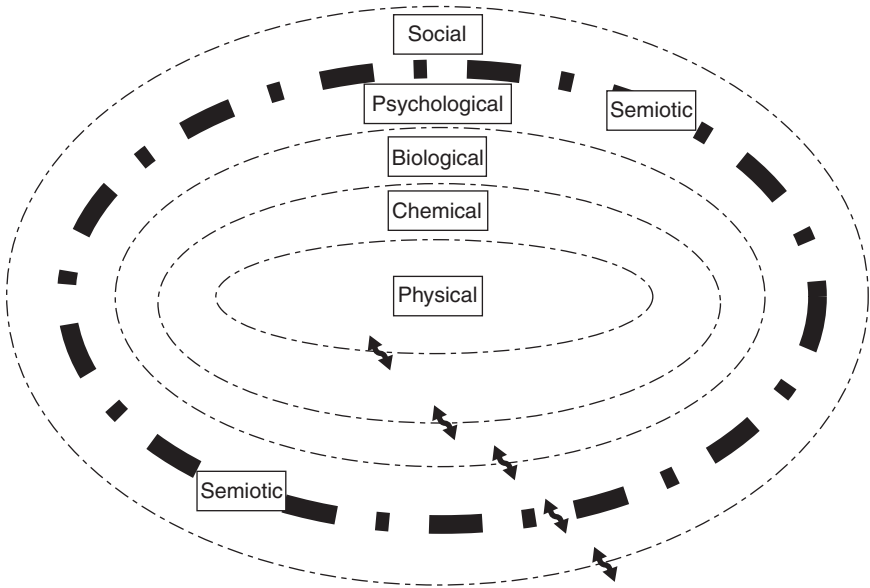 Social
Psychological
Semiotic
Biological
Chemical
Physical
Semiotic